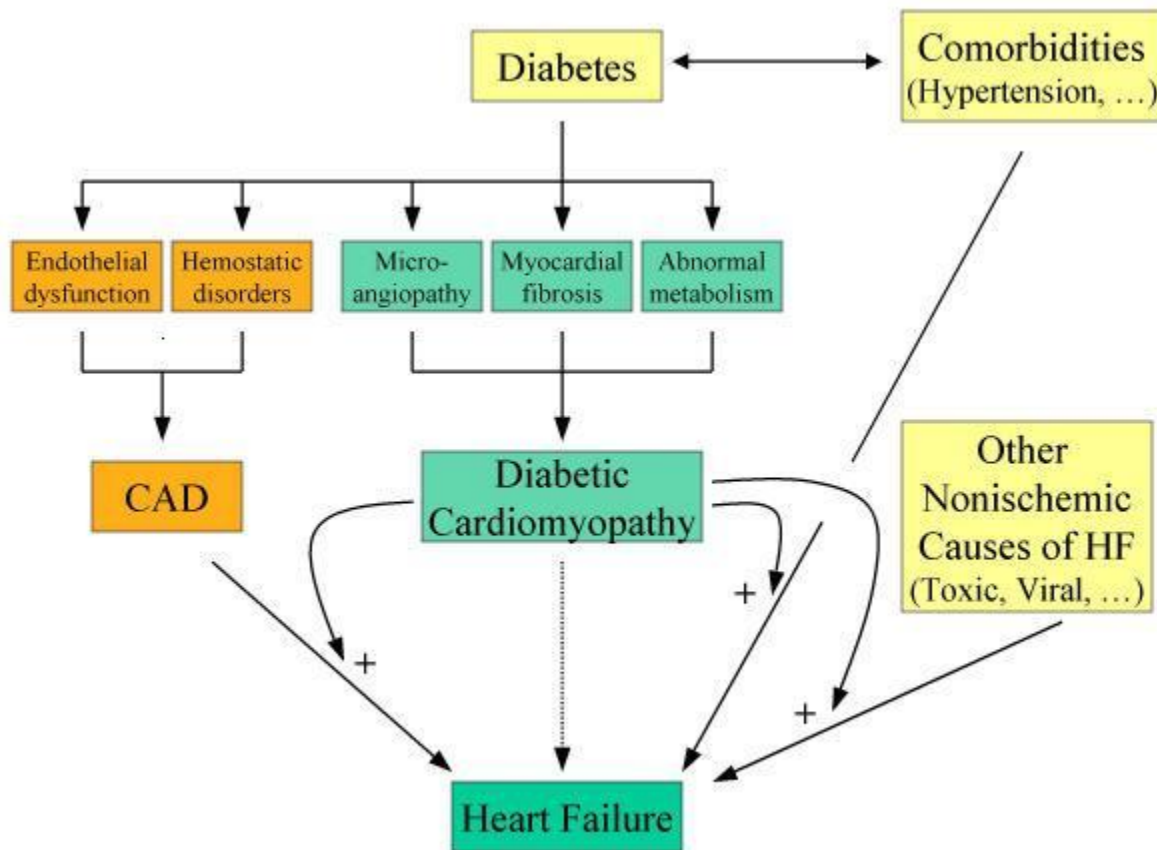 Diabetes
Comorbidities
(Hypertension, …)
Endothelial
dysfunction
Hemostatic
disorders
Micro-
angiopathy
Myocardial
fibrosis
Abnormal
metabolism
CAD
Diabetic
Cardiomyopathy
Other
Nonischemic
Causes of HF
(Toxic, Viral, …)
+
+
+
Heart Failure